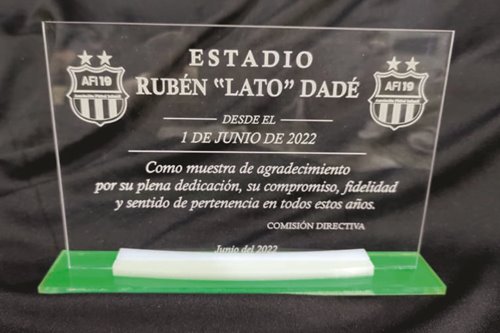 ESTADIO
RUBÉN "LATO" DADÉ
AFI 19
AFI 19
DESDE EL
1 DE JUNIO DE 2022
Como muestra de agradecimiento
por su plena dedicación, su compromiso, fidelidad
y sentido de pertenencia en todos estos años.
COMISIÓN DIRECTIVA
Junio del 2022